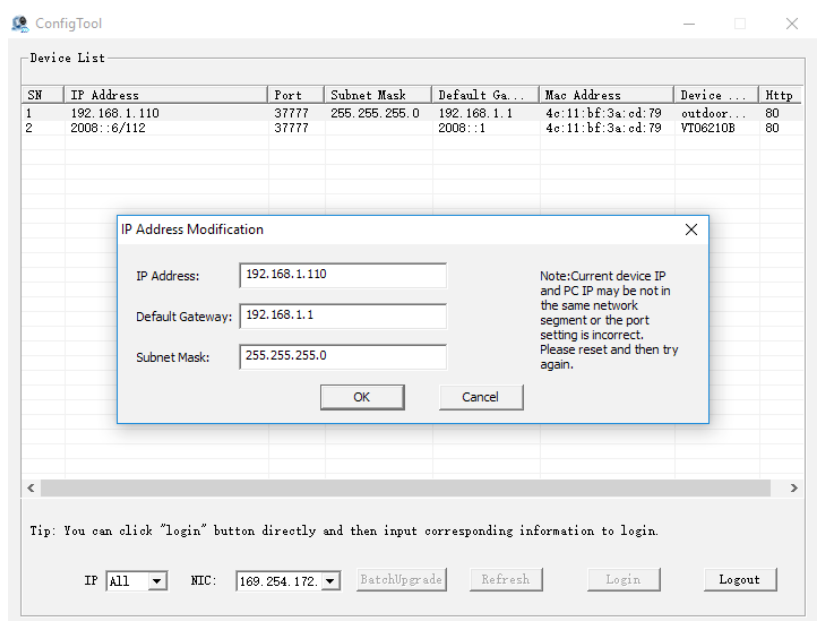 ConfigTool
Device List
SN IP Address Port Subnet Mask Default Ga... Mac Address Device ... Http
1 192.168.1.110 37777 255.255.255.0 192.168.1.1 4c:11:bf:3a:cd:79 outdoor... 80
2 2008::6/112 37777 2008::1 4c:11:bf:3a:cd:79 VTO6210B 80
IP Address Modification
IP Address: 192.168.1.110
Default Gateway: 192.168.1.1
Subnet Mask: 255.255.255.0
Note:Current device IP
and PC IP may be not in
the same network
segment or the port
setting is incorrect.
Please reset and then try
again.
OK Cancel
Tip: You can click "login" button directly and then input corresponding information to login.
IP All NIC: 169.254.172. BatchUpgrade Refresh Login Logout